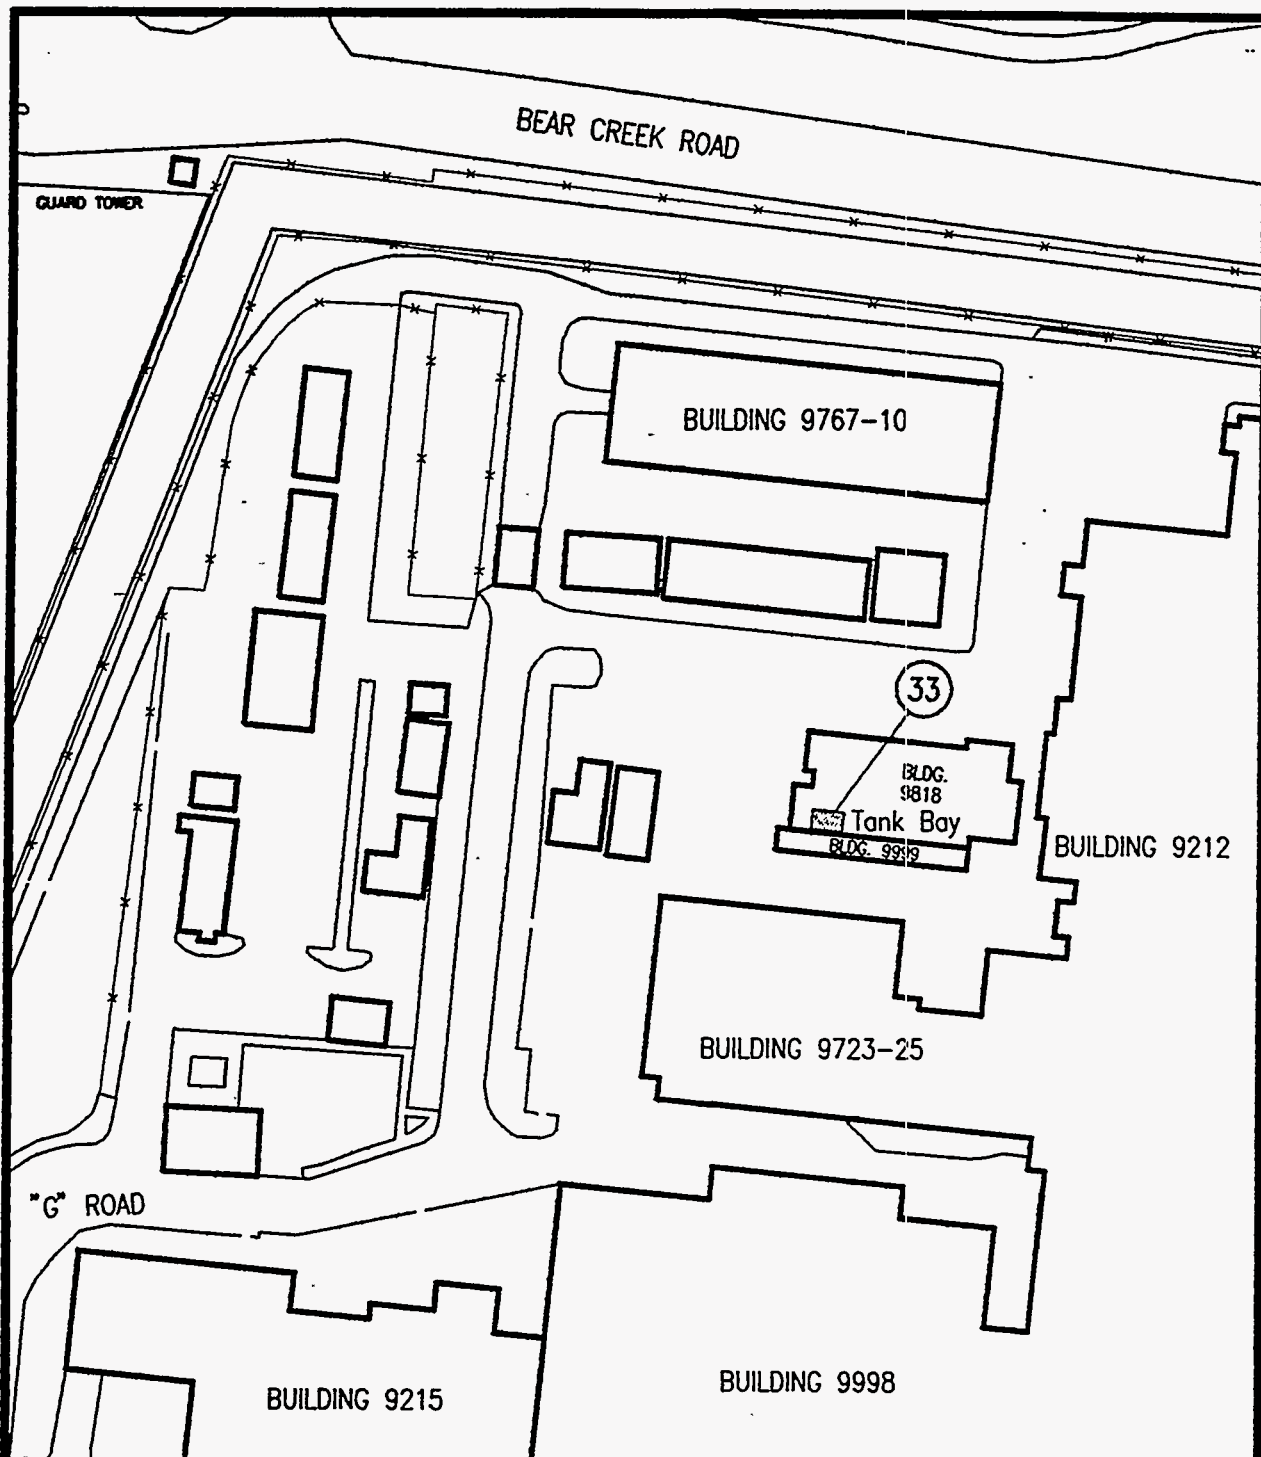 BEAR CREEK ROAD
GUARD TOWER
BUILDING 9767-10
33
BLDG.
9818
Tank Bay
BLDG. 9999
BUILDING 9212
BUILDING 9723-25
"G" ROAD
BUILDING 9215
BUILDING 9998